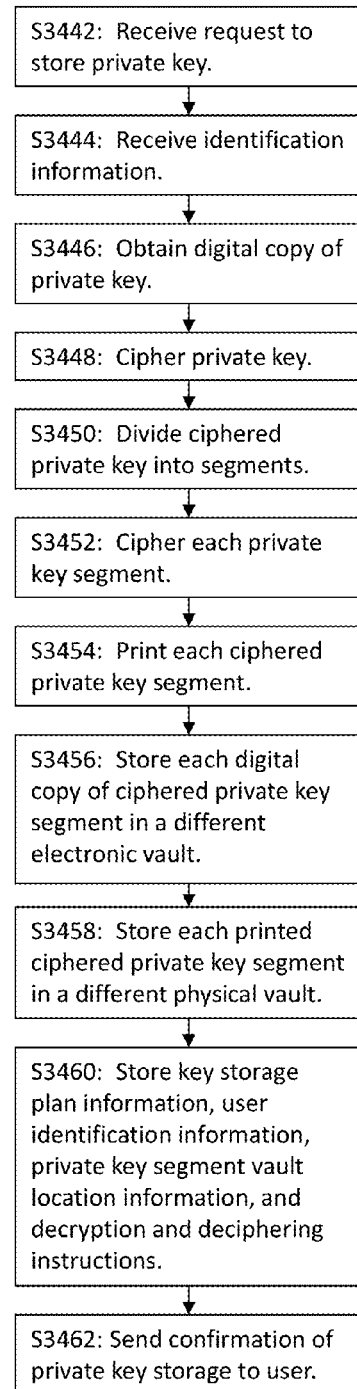 S3442: Receive request to
store private key.
S3444: Receive identification
information.
S3446: Obtain digital copy of
private key.
S3448: Cipher private key.
S3450: Divide ciphered
private key into segments.
S3452: Cipher each private
key segment.
S3454: Print each ciphered
private key segment.
S3456: Store each digital
copy of ciphered private key
segment in a different
electronic vault.
S3458: Store each printed
ciphered private key segment
in a different physical vault.
S3460: Store key storage
plan information, user
identification information,
private key segment vault
location information, and
decryption and deciphering
instructions.
S3462: Send confirmation of
private key storage to user.